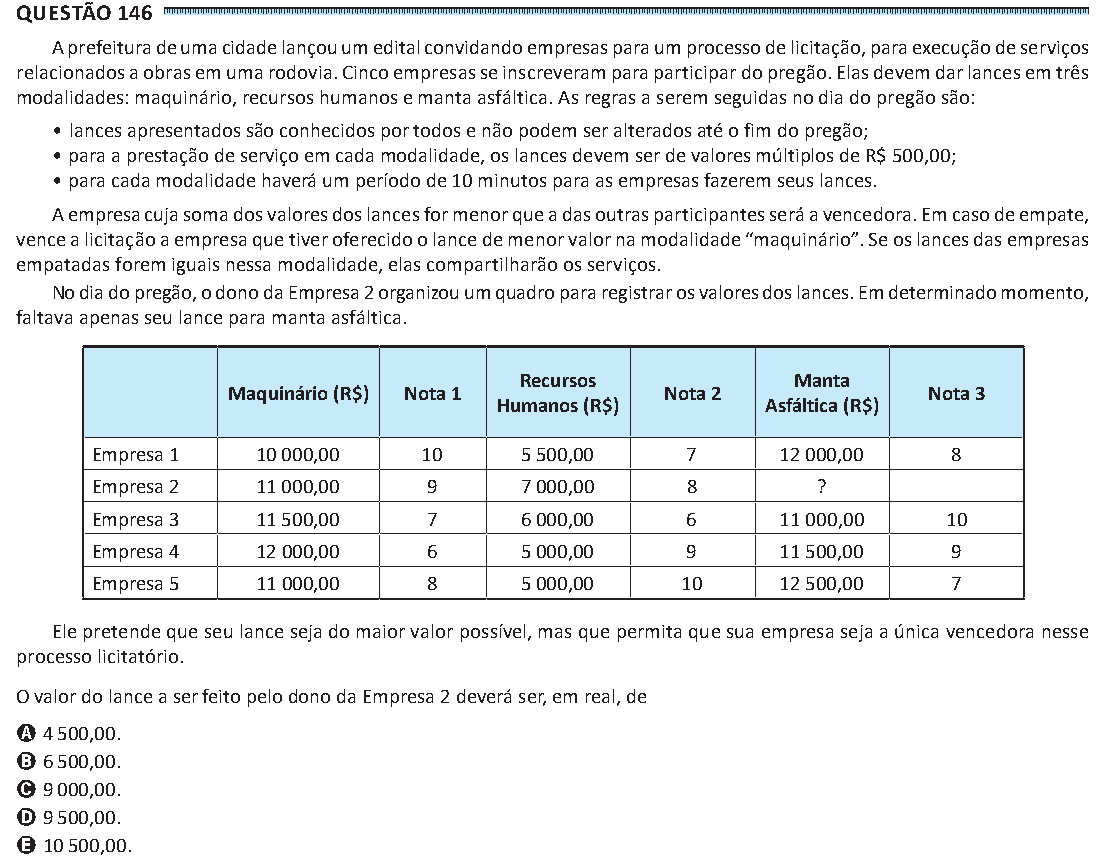 QUESTÃO 146
A prefeitura de uma cidade lançou um edital convidando empresas para um processo de licitação, para execução de serviços
relacionados a obras em uma rodovia. Cinco empresas se inscreveram para participar do pregão. Elas devem dar lances em três
modalidades: maquinário, recursos humanos e manta asfáltica. As regras a serem seguidas no dia do pregão são:
• lances apresentados são conhecidos por todos e não podem ser alterados até o fim do pregão;
• para a prestação de serviço em cada modalidade, os lances devem ser de valores múltiplos de R$ 500,00;
• para cada modalidade haverá um período de 10 minutos para as empresas fazerem seus lances.
A empresa cuja soma dos valores dos lances for menor que a das outras participantes será a vencedora. Em caso de empate,
vence a licitação a empresa que tiver oferecido o lance de menor valor na modalidade “maquinário”. Se os lances das empresas
empatadas forem iguais nessa modalidade, elas compartilharão os serviços.
No dia do pregão, o dono da Empresa 2 organizou um quadro para registrar os valores dos lances. Em determinado momento,
faltava apenas seu lance para manta asfáltica.
Maquinário (R$) Nota 1 Recursos Humanos (R$) Nota 2 Manta Asfáltica (R$) Nota 3
Empresa 1 10 000,00 10 5 500,00 7 12 000,00 8
Empresa 2 11 000,00 9 7 000,00 8 ?
Empresa 3 11 500,00 7 6 000,00 6 11 000,00 10
Empresa 4 12 000,00 6 5 000,00 9 11 500,00 9
Empresa 5 11 000,00 8 5 000,00 10 12 500,00 7
Ele pretende que seu lance seja do maior valor possível, mas que permita que sua empresa seja a única vencedora nesse
processo licitatório.
O valor do lance a ser feito pelo dono da Empresa 2 deverá ser, em real, de
A 4 500,00.
B 6 500,00.
C 9 000,00.
D 9 500,00.
E 10 500,00.